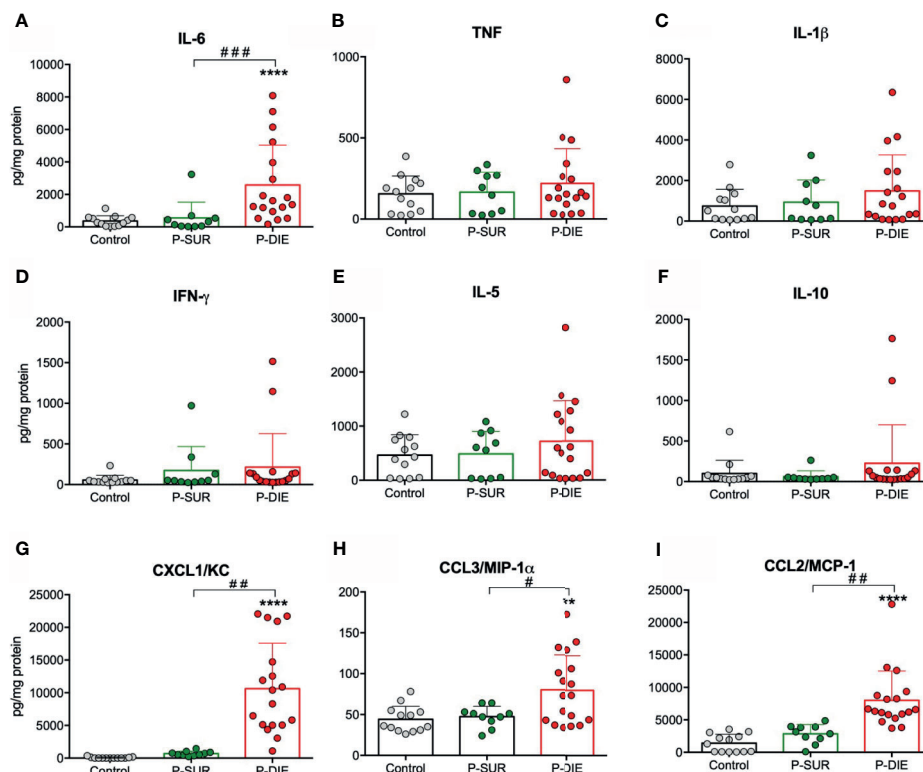 A
IL-6
###
****
pg/mg protein
10000
8000
6000
4000
2000
0
Control
P-SUR
P-DIE
B
TNF
1000
500
0
Control
P-SUR
P-DIE
C
IL-1β
8000
6000
4000
2000
0
Control
P-SUR
P-DIE
D
IFN-γ
pg/mg protein
2000
1500
1000
500
0
Control
P-SUR
P-DIE
E
IL-5
3000
2000
1000
0
Control
P-SUR
P-DIE
F
IL-10
2000
1500
1000
500
0
Control
P-SUR
P-DIE
G
CXCL1/KC
##
****
pg/mg protein
25000
20000
15000
10000
5000
0
Control
P-SUR
P-DIE
H
CCL3/MIP-1α
#
**
200
150
100
50
0
Control
P-SUR
P-DIE
I
CCL2/MCP-1
##
****
25000
20000
15000
10000
5000
0
Control
P-SUR
P-DIE